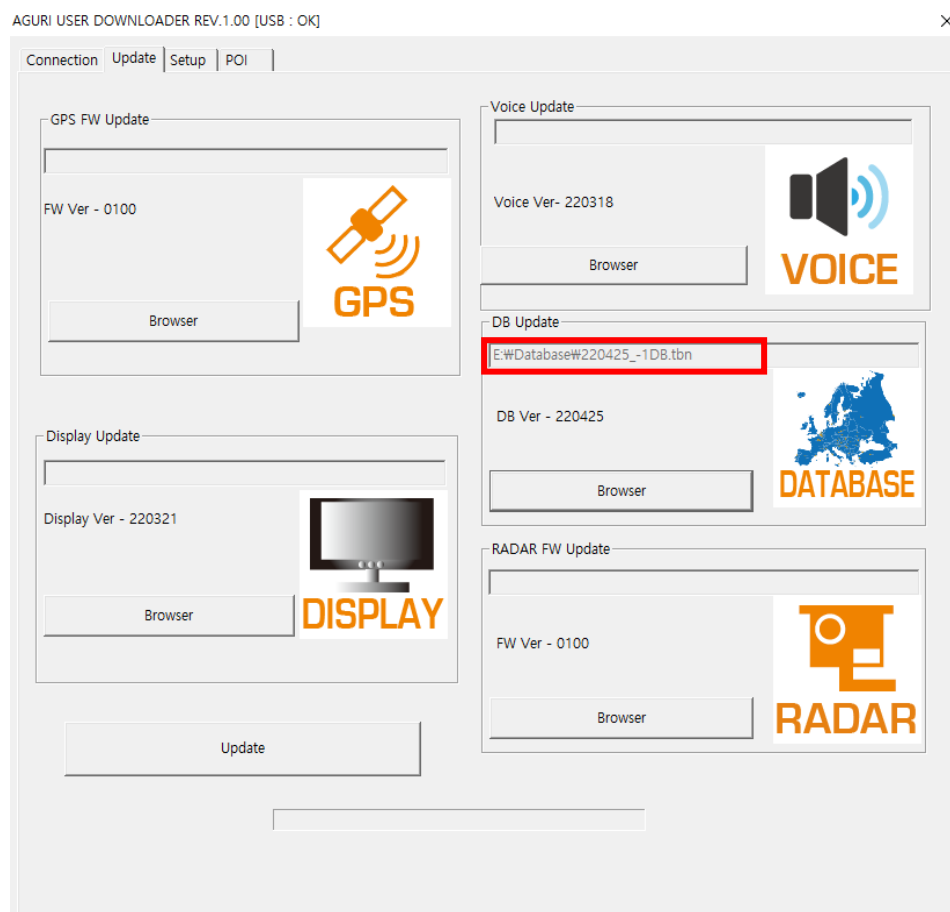 AGURI USER DOWNLOADER REV.1.00 [USB : OK]
Connection Update Setup POI
GPS FW Update
FW Ver - 0100
GPS
Browser
Display Update
Display Ver - 220321
DISPLAY
Browser
Update
Voice Update
Voice Ver- 220318
VOICE
Browser
DB Update
E:₩Database₩220425_-1DB.tbn
DB Ver - 220425
DATABASE
Browser
RADAR FW Update
FW Ver - 0100
RADAR
Browser